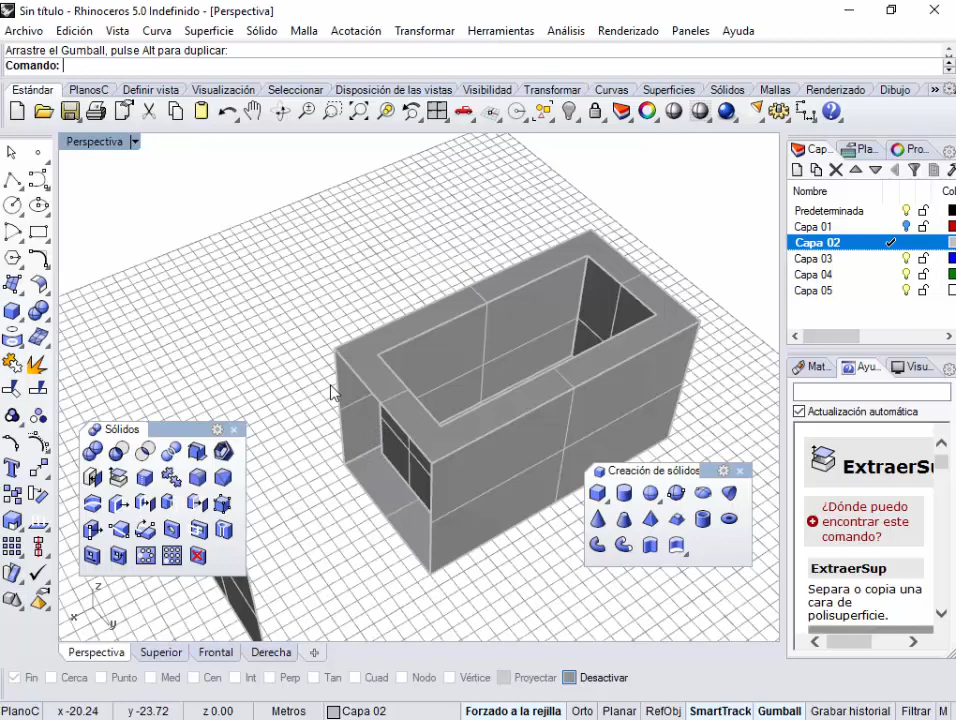 Sin título - Rhinoceros 5.0 Indefinido - [Perspectiva]
Archivo Edición Vista Curva Superficie Sólido Malla Acotación Transformar Herramientas Análisis Renderizado Paneles Ayuda
Arrastre el Gumball, pulse Alt para duplicar:
Comando:
Estándar PlanosC Definir vista Visualización Seleccionar Disposición de las vistas Visibilidad Transformar Curvas Superficies Sólidos Mallas Renderizado Dibujo »
Perspectiva
Cap... Pla... Pro...
Nombre Co
Predeterminada
Capa 01
Capa 02
Capa 03
Capa 04
Capa 05
Mat... Ayu... Visu...
Actualización automática
ExtraerS
¿Dónde puedo
encontrar este
comando?
ExtraerSup
Separa o copia una
cara de
polisuperficie.
Sólidos
Creación de sólidos
z
x
y
Perspectiva Superior Frontal Derecha
Fin Cerca Punto Med Cen Int Perp Tan Cuad Nodo Vértice Proyectar Desactivar
PlanoC x -20.24 y -23.72 z 0.00 Metros Capa 02 Forzado a la rejilla Orto Planar RefObj SmartTrack Gumball Grabar historial Filtrar M